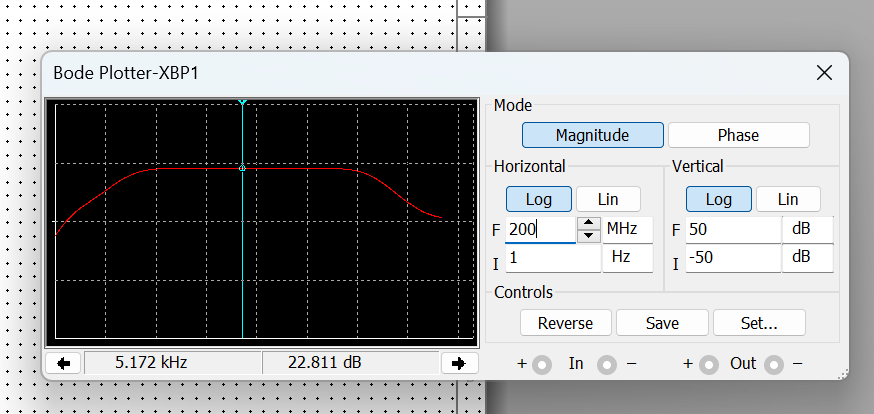 Bode Plotter-XBP1
Mode
Magnitude Phase
Horizontal Vertical
Log Lin Log Lin
F 200 MHz F 50 dB
I 1 Hz I -50 dB
Controls
Reverse Save Set...
5.172 kHz 22.811 dB + In − + Out −